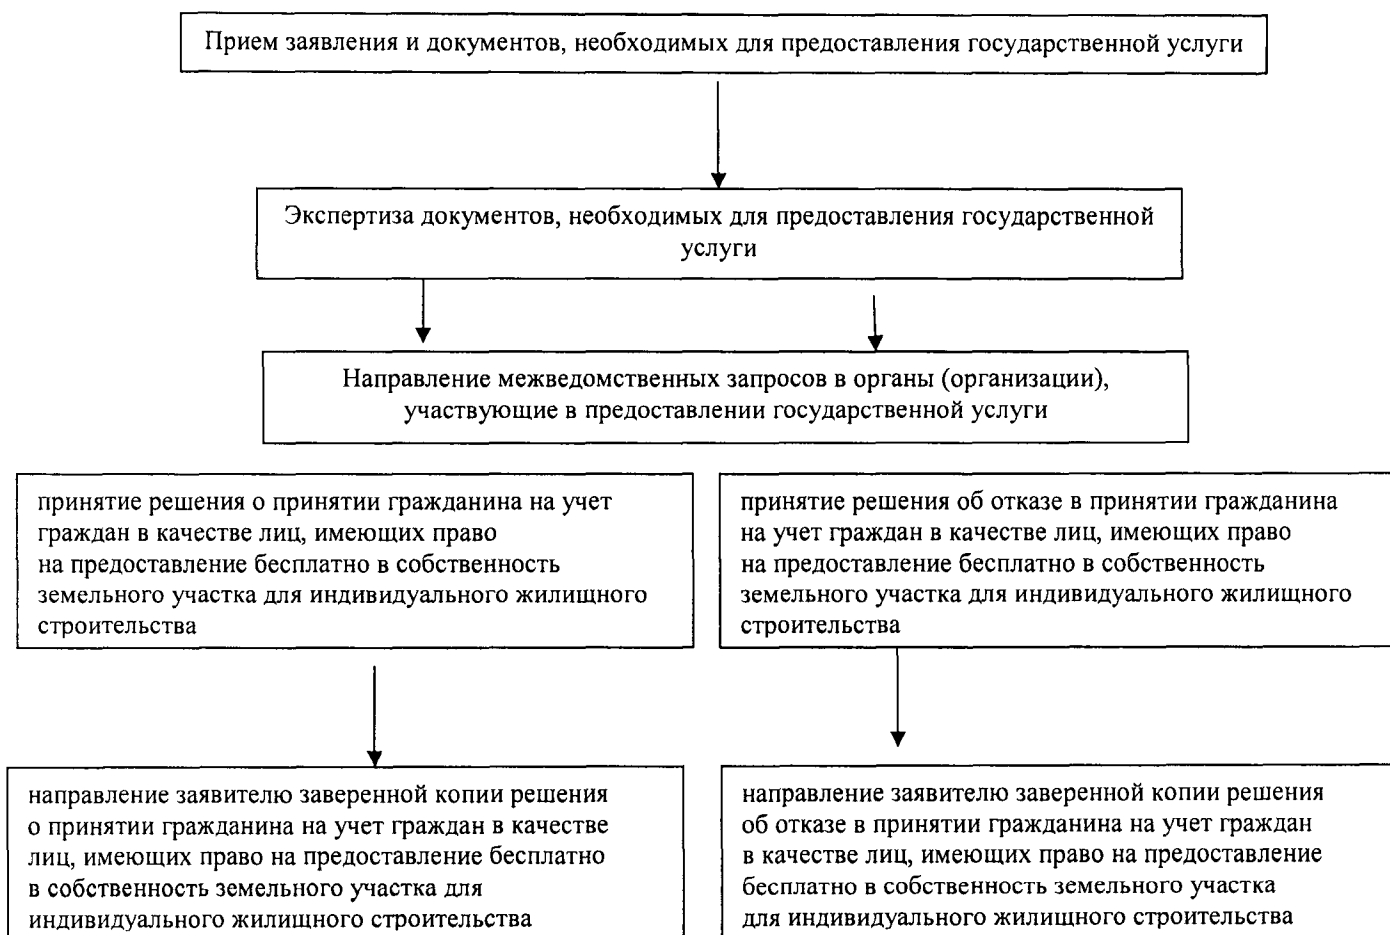 Прием заявления и документов, необходимых для предоставления государственной услуги
Экспертиза документов, необходимых для предоставления государственной
услуги
Направление межведомственных запросов в органы (организации),
участвующие в предоставлении государственной услуги
принятие решения о принятии гражданина на учет
граждан в качестве лиц, имеющих право
на предоставление бесплатно в собственность
земельного участка для индивидуального жилищного
строительства
принятие решения об отказе в принятии гражданина
на учет граждан в качестве лиц, имеющих право
на предоставление бесплатно в собственность
земельного участка для индивидуального жилищного
строительства
направление заявителю заверенной копии решения
о принятии гражданина на учет граждан в качестве
лиц, имеющих право на предоставление бесплатно
в собственность земельного участка для
индивидуального жилищного строительства
направление заявителю заверенной копии решения
об отказе в принятии гражданина на учет граждан
в качестве лиц, имеющих право на предоставление
бесплатно в собственность земельного участка
для индивидуального жилищного строительства